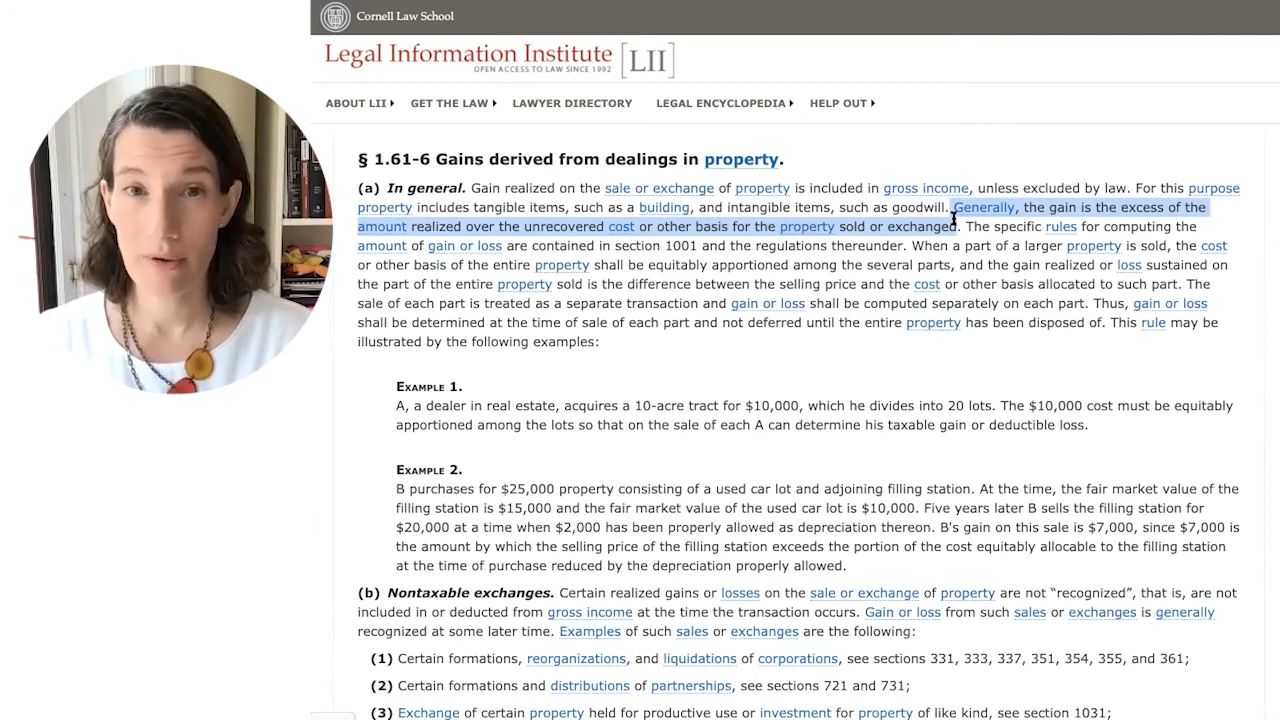 Cornell Law School
Legal Information Institute [LII]
OPEN ACCESS TO LAW SINCE 1992
ABOUT LII GET THE LAW LAWYER DIRECTORY LEGAL ENCYCLOPEDIA HELP OUT
§ 1.61-6 Gains derived from dealings in property.
(a) In general. Gain realized on the sale or exchange of property is included in gross income, unless excluded by law. For this purpose
property includes tangible items, such as a building, and intangible items, such as goodwill. Generally, the gain is the excess of the
amount realized over the unrecovered cost or other basis for the property sold or exchanged. The specific rules for computing the
amount of gain or loss are contained in section 1001 and the regulations thereunder. When a part of a larger property is sold, the cost
or other basis of the entire property shall be equitably apportioned among the several parts, and the gain realized or loss sustained on
the part of the entire property sold is the difference between the selling price and the cost or other basis allocated to such part. The
sale of each part is treated as a separate transaction and gain or loss shall be computed separately on each part. Thus, gain or loss
shall be determined at the time of sale of each part and not deferred until the entire property has been disposed of. This rule may be
illustrated by the following examples:
Example 1.
A, a dealer in real estate, acquires a 10-acre tract for $10,000, which he divides into 20 lots. The $10,000 cost must be equitably
apportioned among the lots so that on the sale of each A can determine his taxable gain or deductible loss.
Example 2.
B purchases for $25,000 property consisting of a used car lot and adjoining filling station. At the time, the fair market value of the
filling station is $15,000 and the fair market value of the used car lot is $10,000. Five years later B sells the filling station for
$20,000 at a time when $2,000 has been properly allowed as depreciation thereon. B's gain on this sale is $7,000, since $7,000 is
the amount by which the selling price of the filling station exceeds the portion of the cost equitably allocable to the filling station
at the time of purchase reduced by the depreciation properly allowed.
(b) Nontaxable exchanges. Certain realized gains or losses on the sale or exchange of property are not “recognized”, that is, are not
included in or deducted from gross income at the time the transaction occurs. Gain or loss from such sales or exchanges is generally
recognized at some later time. Examples of such sales or exchanges are the following:
(1) Certain formations, reorganizations, and liquidations of corporations, see sections 331, 333, 337, 351, 354, 355, and 361;
(2) Certain formations and distributions of partnerships, see sections 721 and 731;
(3) Exchange of certain property held for productive use or investment for property of like kind, see section 1031;